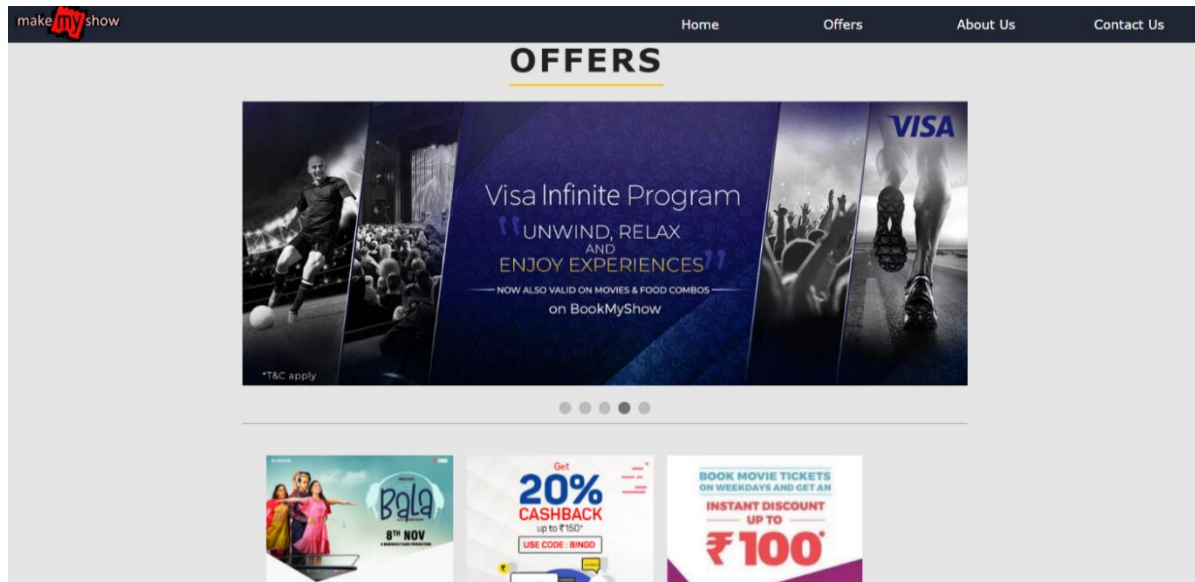 make my show
Home
Offers
About Us
Contact Us
OFFERS
VISA
Visa Infinite Program
"UNWIND, RELAX
AND
ENJOY EXPERIENCES"
NOW ALSO VALID ON MOVIES & FOOD COMBOS
on BookMyShow
*T&C apply
Bala
8TH NOV
Get
20%
CASHBACK
up to ₹150*
USE CODE : BINGO
₹
BOOK MOVIE TICKETS
ON WEEKDAYS AND GET AN
INSTANT DISCOUNT
UP TO
₹100*